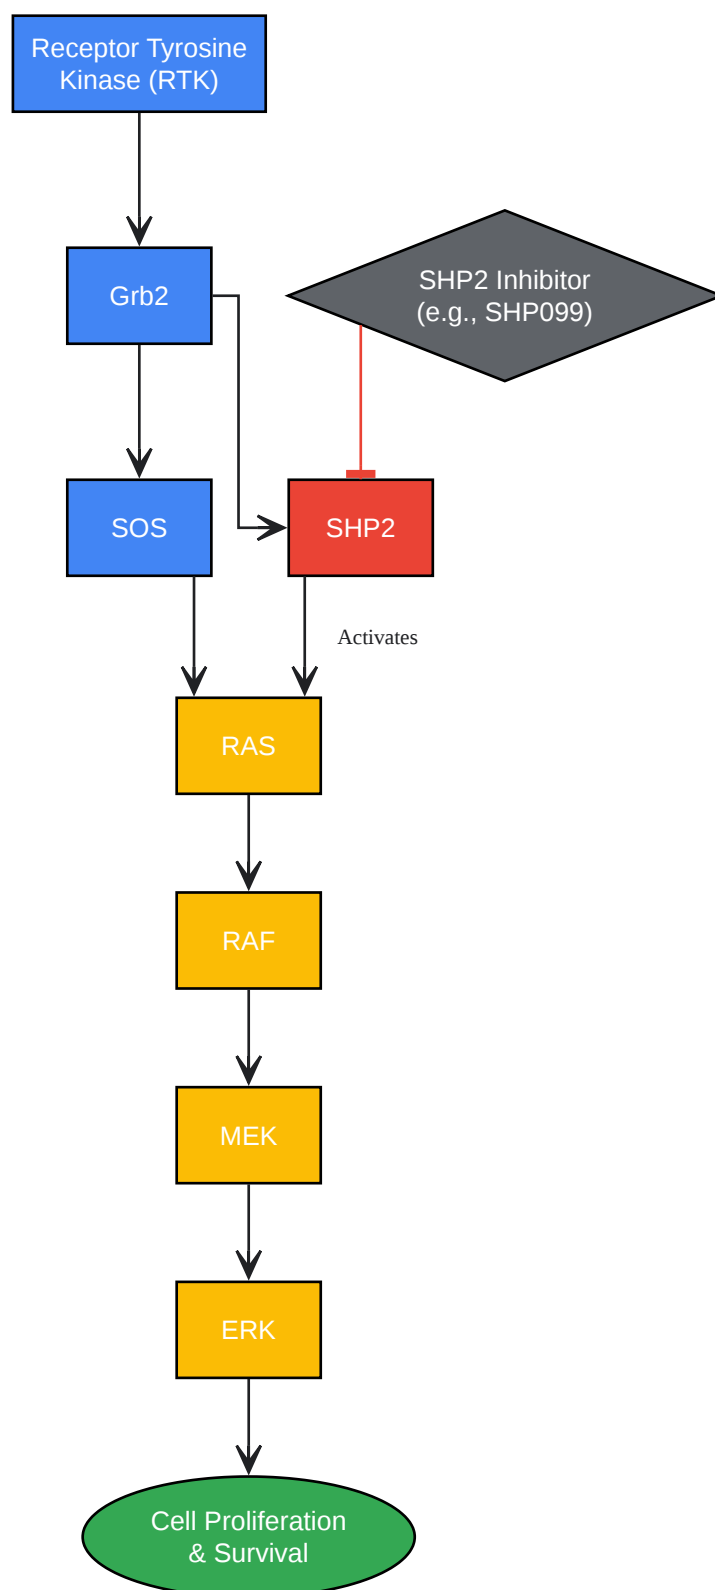 Receptor Tyrosine
Kinase (RTK)
Grb2
SHP2 Inhibitor
(e.g., SHP099)
SOS
SHP2
Activates
RAS
RAF
MEK
ERK
Cell Proliferation
& Survival